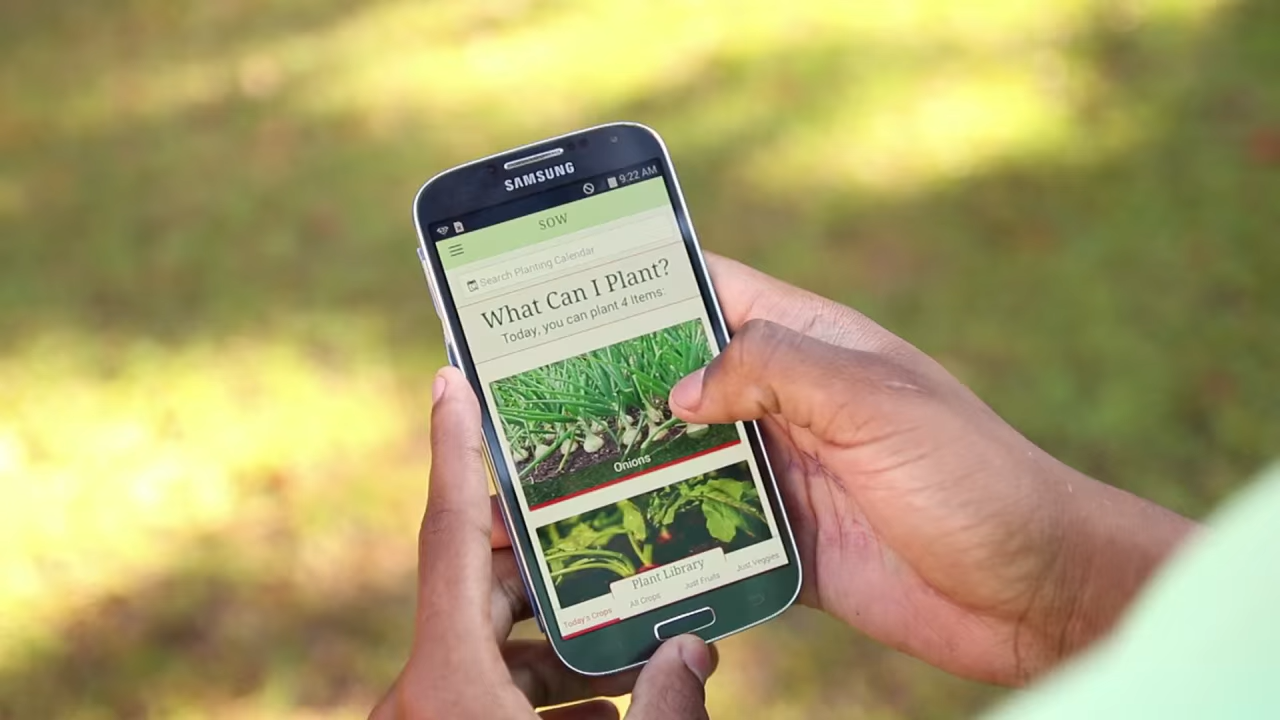 SAMSUNG
9:22 AM
SOW
Search Planting Calendar
What Can I Plant?
Today, you can plant 4 Items:
Onions
Plant Library
Today's Crops
All Crops
Just Fruits
Just Veggies